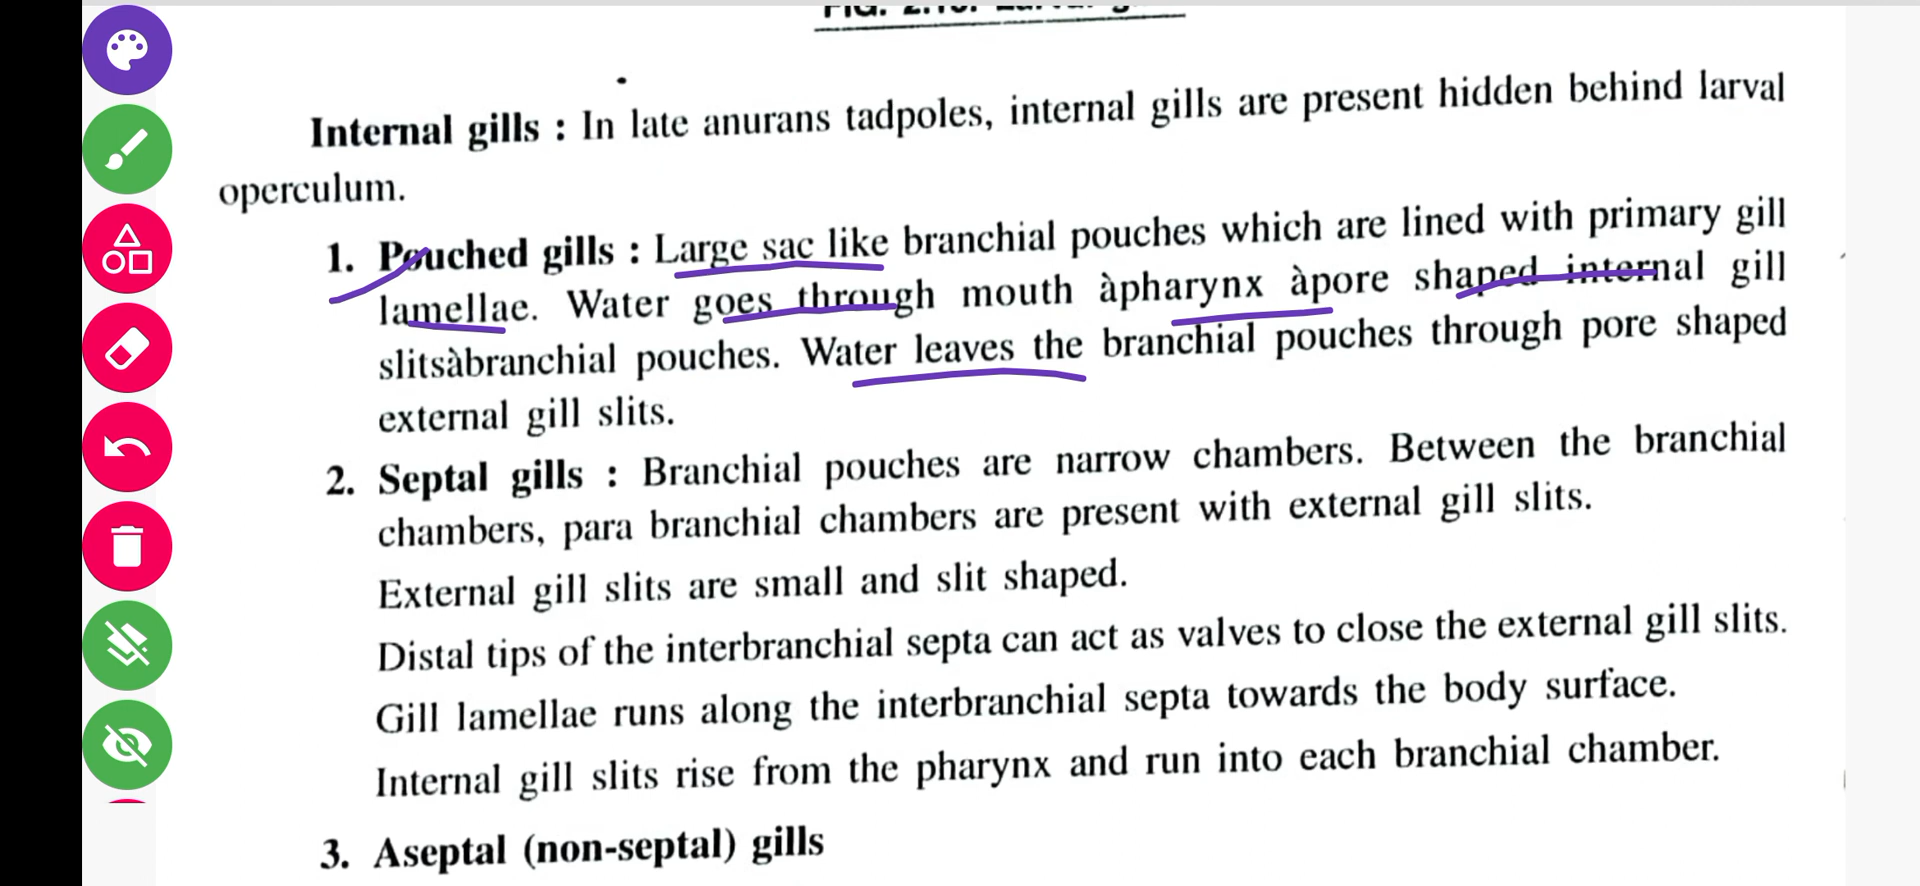 Internal gills : In late anurans tadpoles, internal gills are present hidden behind larval
operculum.
1. Pouched gills : Large sac like branchial pouches which are lined with primary gill
lamellae. Water goes through mouth àpharynx àpore shaped internal gill
slitsàbranchial pouches. Water leaves the branchial pouches through pore shaped
external gill slits.
2. Septal gills : Branchial pouches are narrow chambers. Between the branchial
chambers, para branchial chambers are present with external gill slits.
External gill slits are small and slit shaped.
Distal tips of the interbranchial septa can act as valves to close the external gill slits.
Gill lamellae runs along the interbranchial septa towards the body surface.
Internal gill slits rise from the pharynx and run into each branchial chamber.
3. Aseptal (non-septal) gills